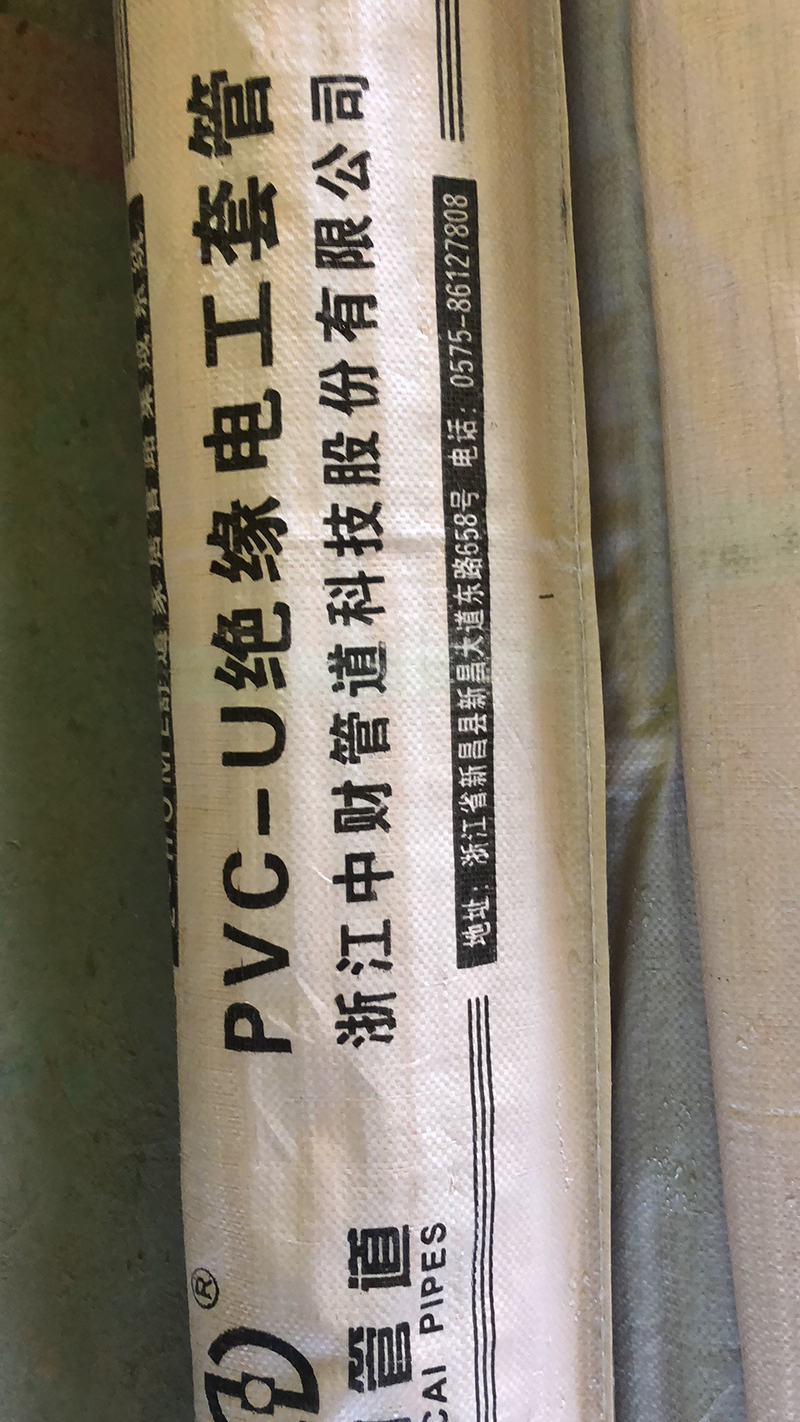 PVC-U绝缘电工套管
浙江中财管道科技股份有限公司
地址：浙江省新昌县新昌大道东路658号 电话：0575-86127808
®
管道
CAI PIPES